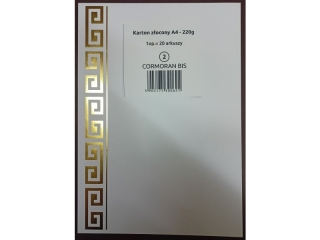 Karton złocony A4 - 220g
1op.= 20 arkuszy
2
CORMORAN BIS